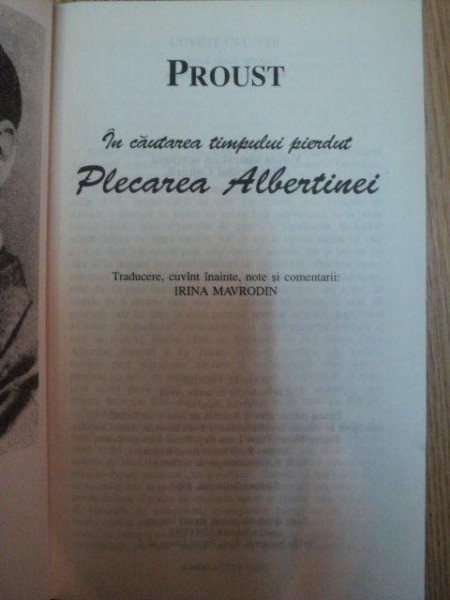 PROUST
În căutarea timpului pierdut
Plecarea Albertinei
Traducere, cuvînt înainte, note și comentarii:
IRINA MAVRODIN